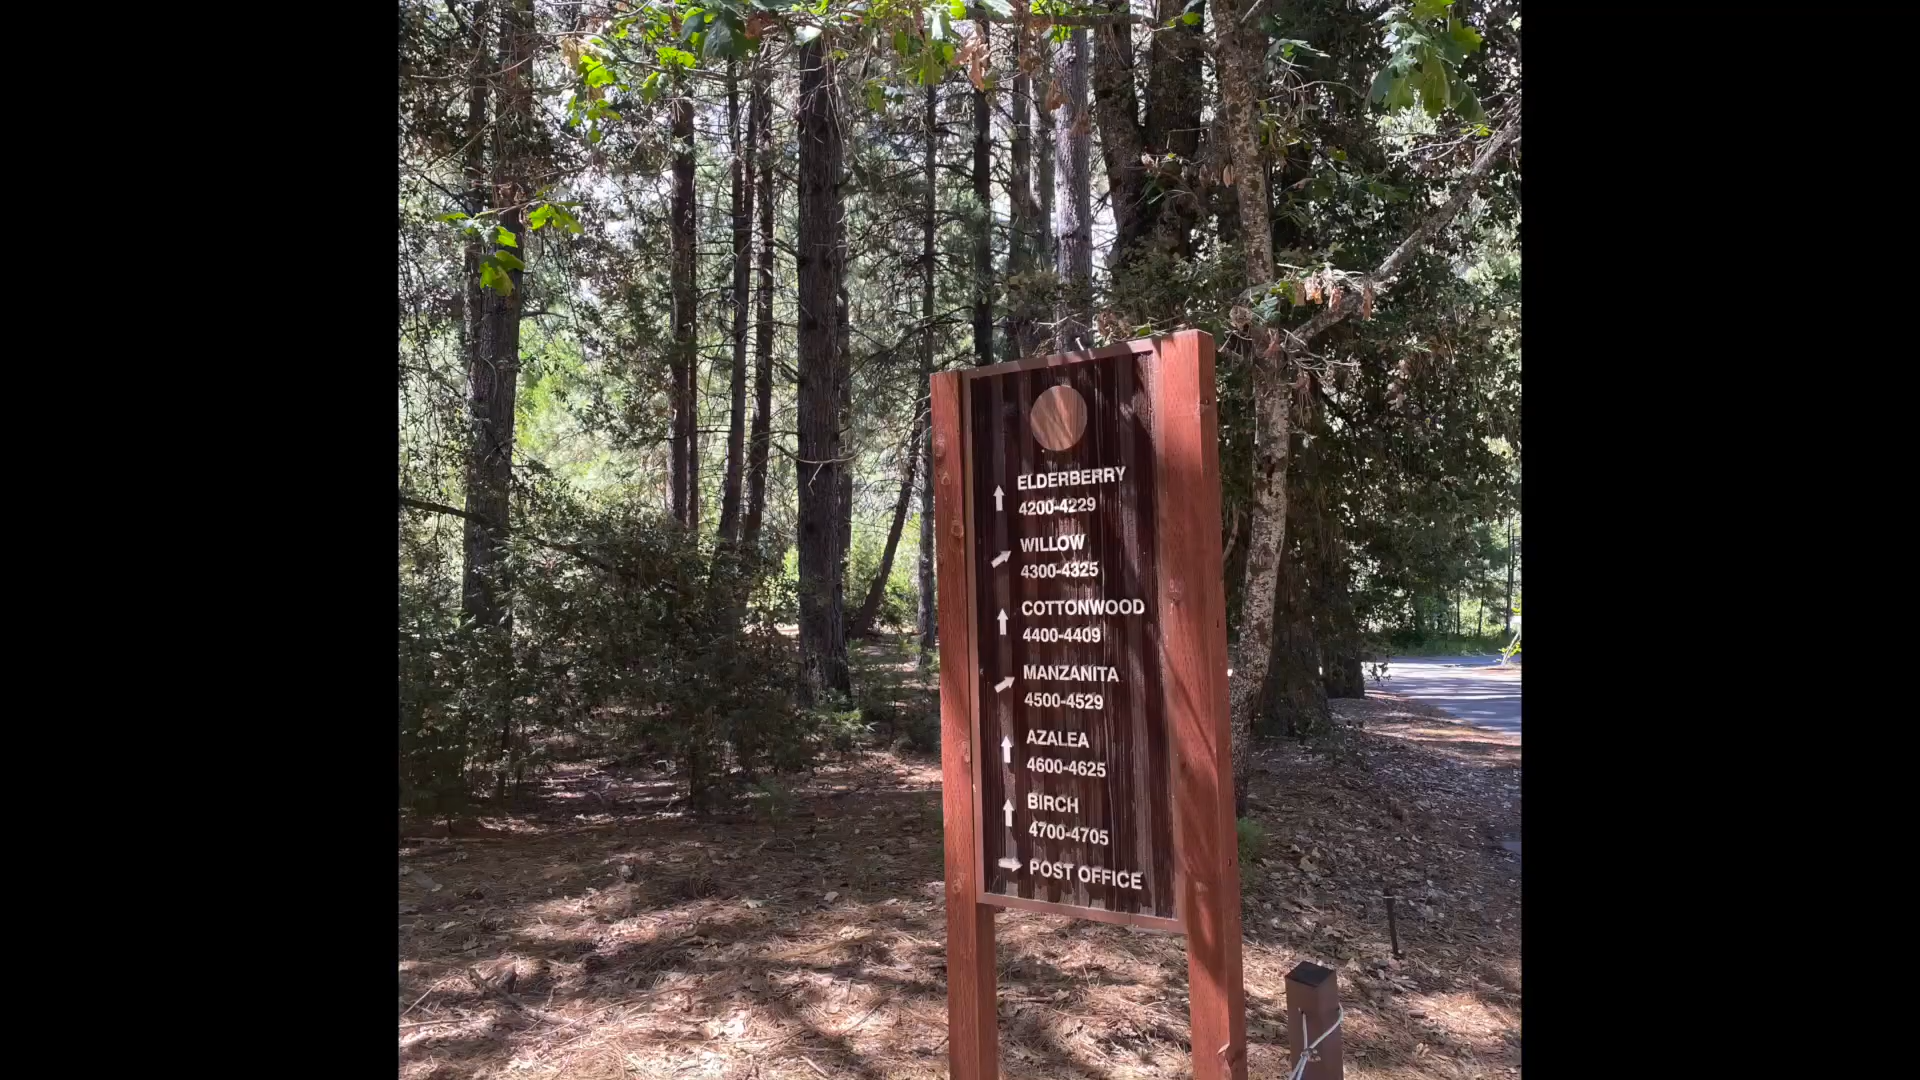 ELDERBERRY
4200-4229
WILLOW
4300-4325
COTTONWOOD
4400-4409
MANZANITA
4500-4529
AZALEA
4600-4625
BIRCH
4700-4705
POST OFFICE